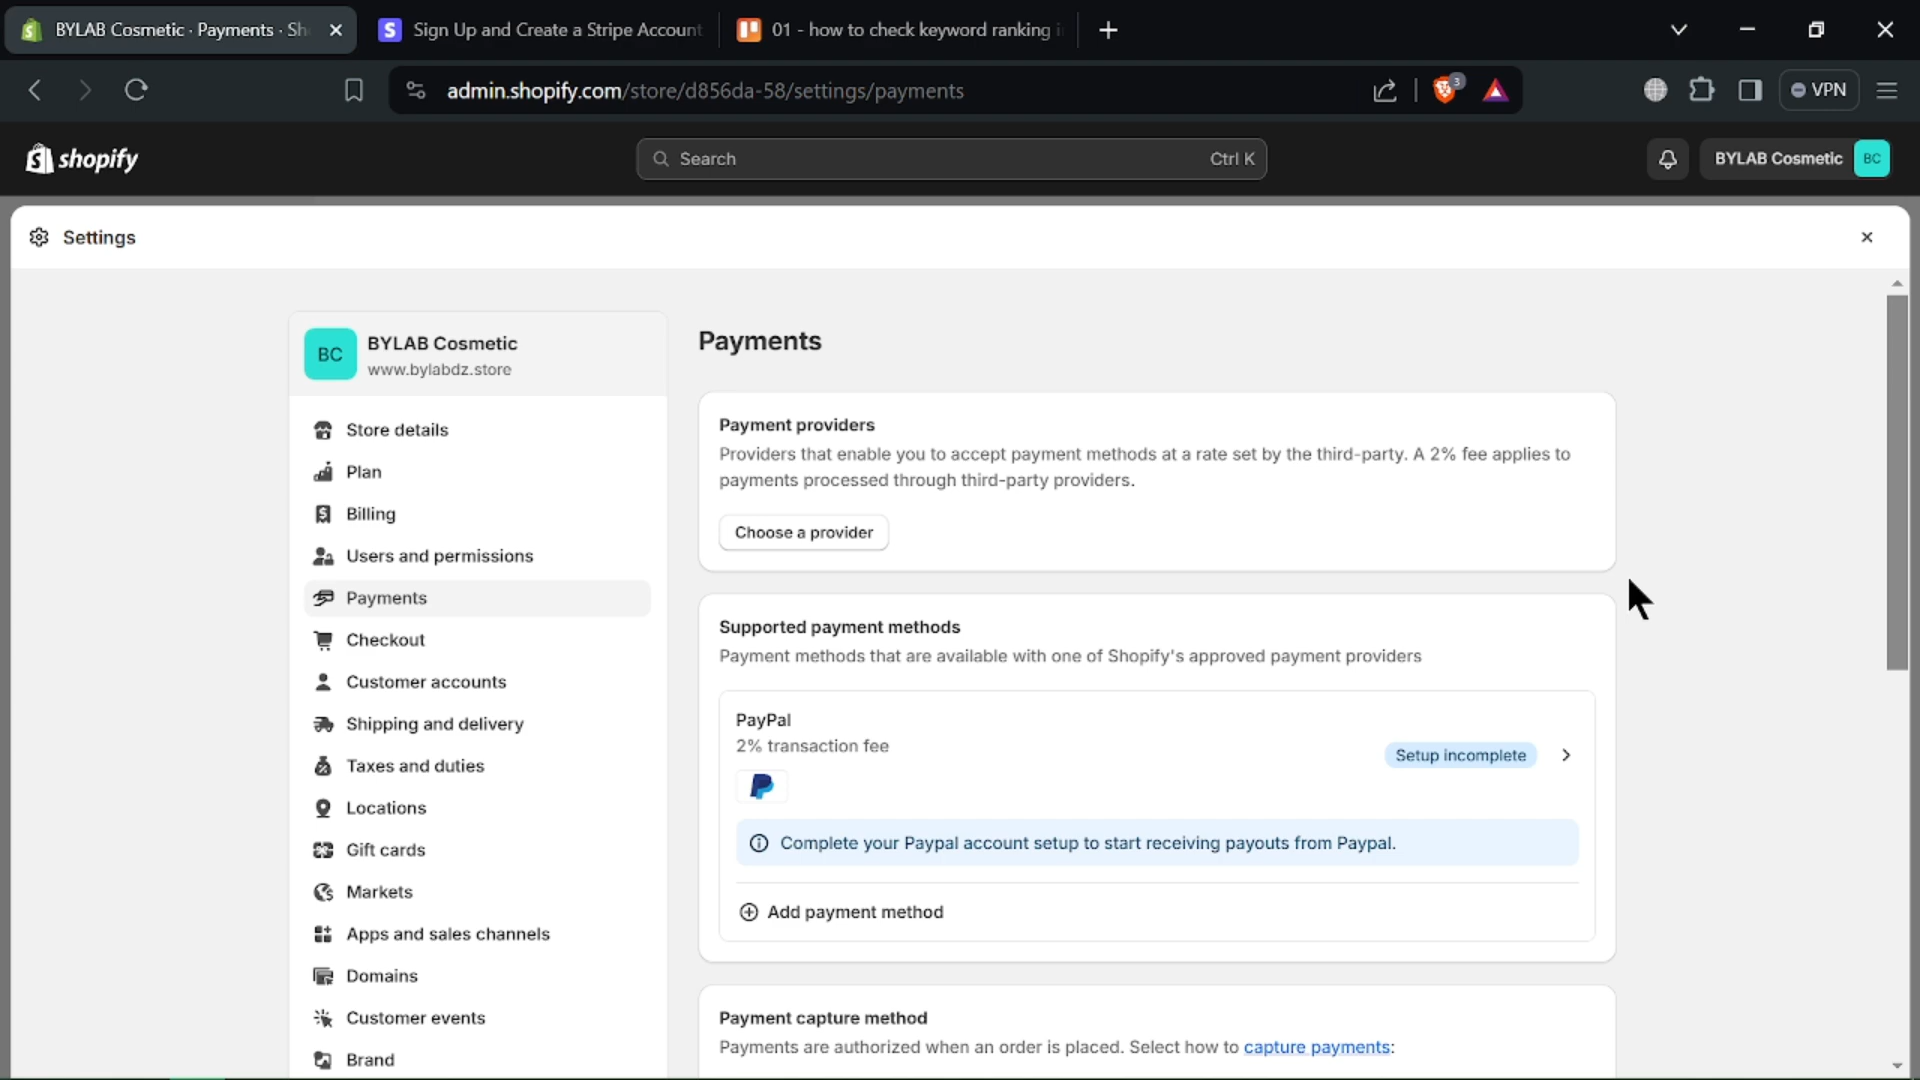 BYLAB Cosmetic · Payments · Sh
Sign Up and Create a Stripe Account
01 - how to check keyword ranking i
admin.shopify.com/store/d856da-58/settings/payments
3
VPN
shopify
Search
Ctrl K
BYLAB Cosmetic
BC
Settings
BC
BYLAB Cosmetic
www.bylabdz.store
Store details
Plan
Billing
Users and permissions
Payments
Checkout
Customer accounts
Shipping and delivery
Taxes and duties
Locations
Gift cards
Markets
Apps and sales channels
Domains
Customer events
Brand
Payments
Payment providers
Providers that enable you to accept payment methods at a rate set by the third-party. A 2% fee applies to
payments processed through third-party providers.
Choose a provider
Supported payment methods
Payment methods that are available with one of Shopify's approved payment providers
PayPal
2% transaction fee
Setup incomplete
Complete your Paypal account setup to start receiving payouts from Paypal.
Add payment method
Payment capture method
Payments are authorized when an order is placed. Select how to capture payments: